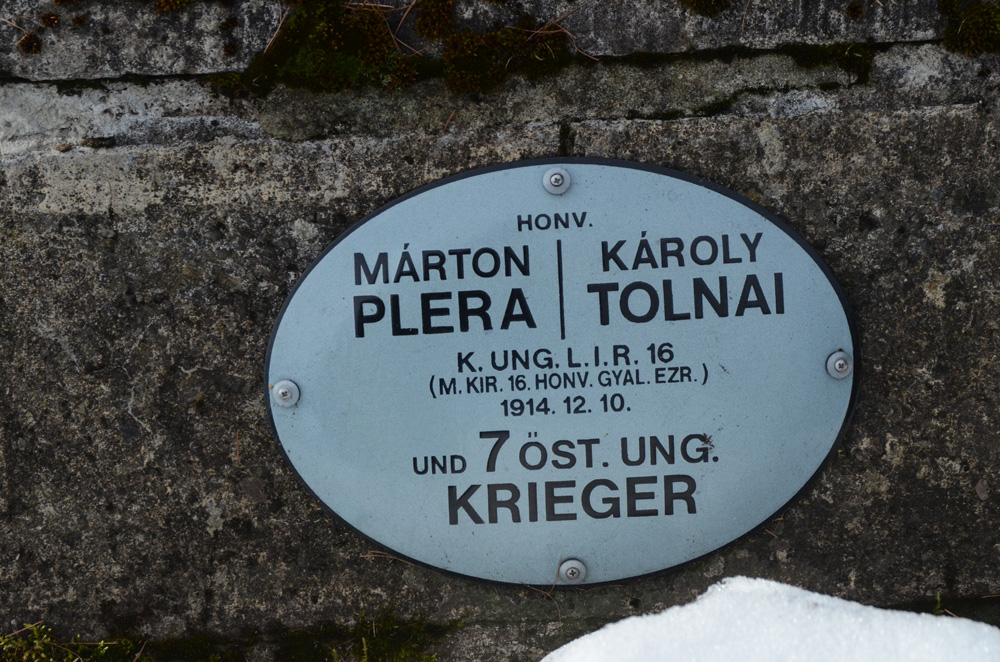 HONV.
MÁRTON | KÁROLY
PLERA | TOLNAI
K. UNG. L. I. R. 16
(M. KIR. 16. HONV. GYAL. EZR.)
1914. 12. 10.
UND 7 ÖST. UNG.
KRIEGER